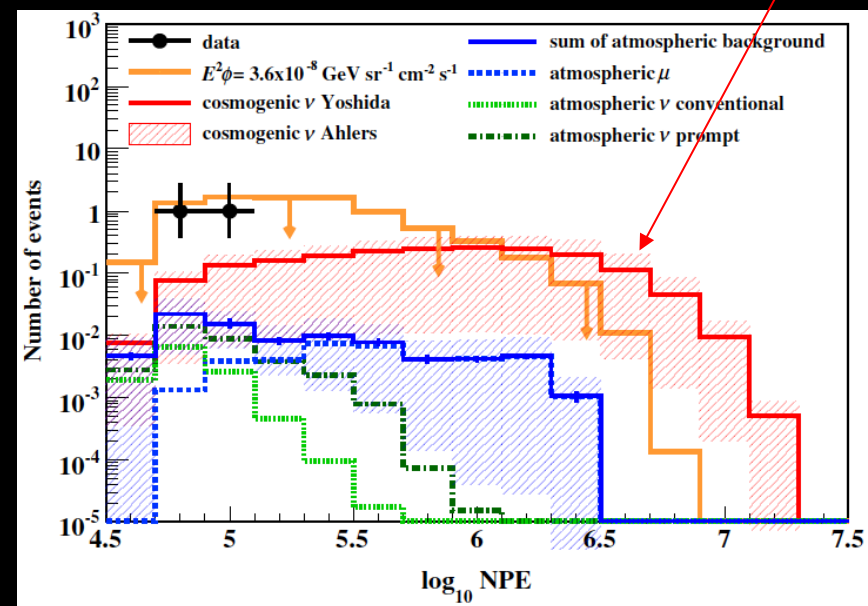 10³
10²
10
1
10⁻¹
10⁻²
10⁻³
10⁻⁴
10⁻⁵
Number of events
data
E²ϕ= 3.6x10⁻⁸ GeV sr⁻¹ cm⁻² s⁻¹
cosmogenic ν Yoshida
cosmogenic ν Ahlers
sum of atmospheric background
atmospheric μ
atmospheric ν conventional
atmospheric ν prompt
4.5 5 5.5 6 6.5 7 7.5
log₁₀ NPE